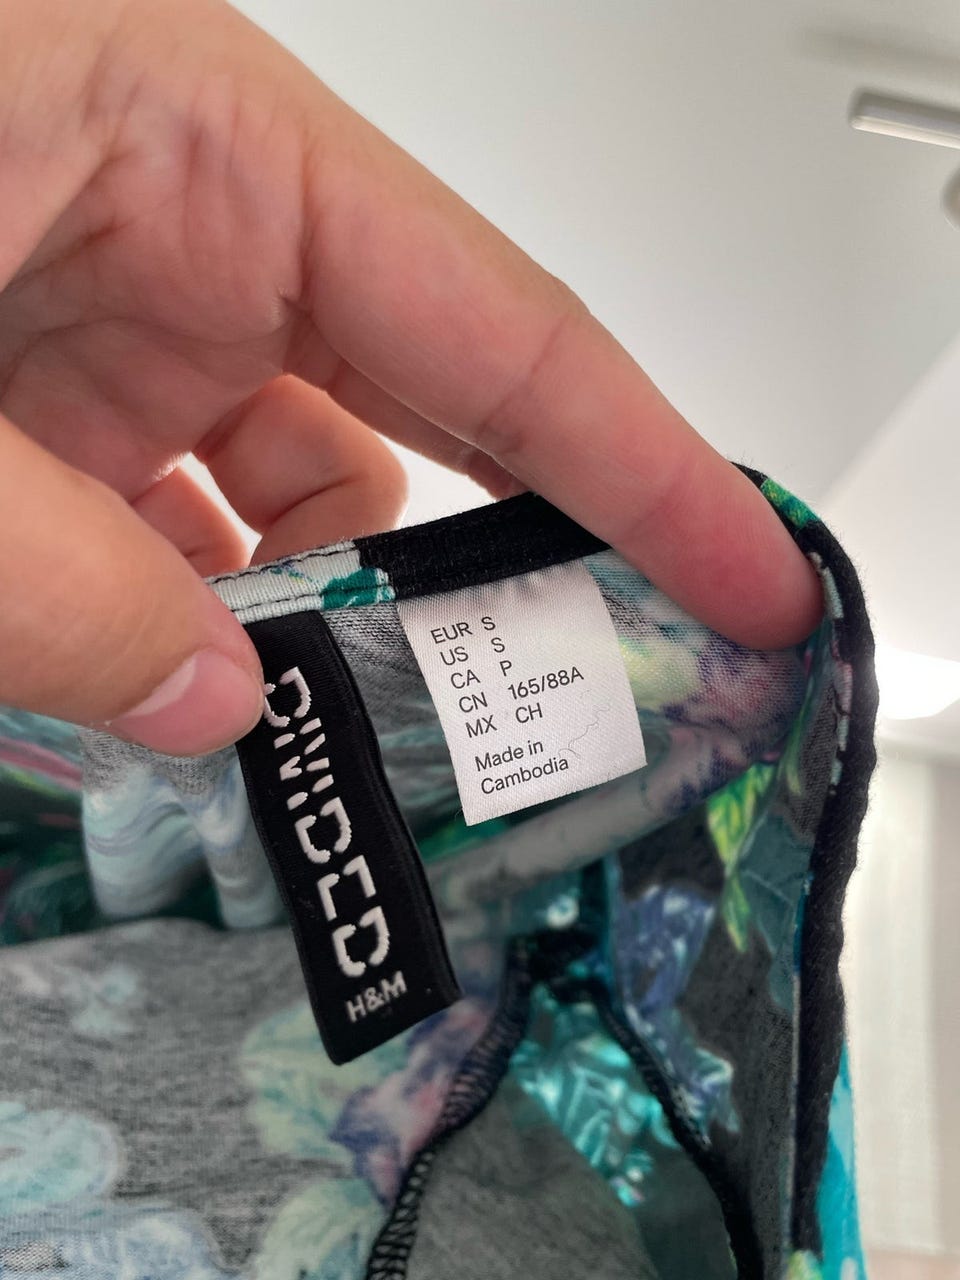 DIVIDED
H&M
EUR S
US S
CA P
CN 165/88A
MX CH
Made in
Cambodia